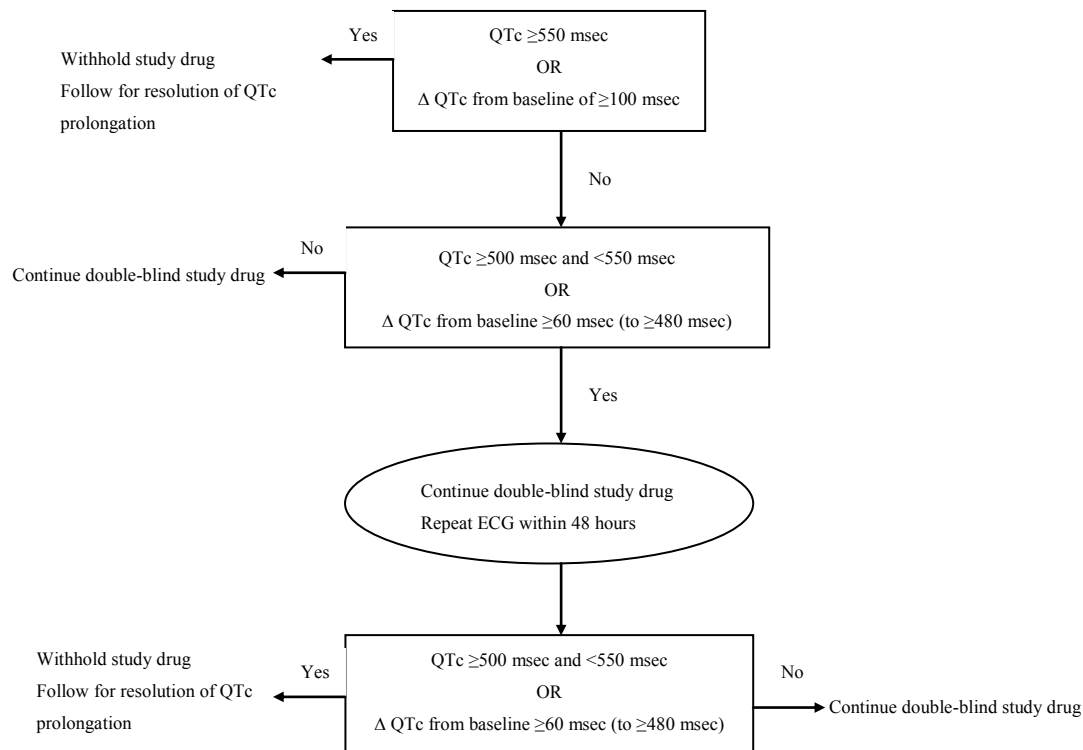 Yes
QTc ≥550 msec
OR
Δ QTc from baseline of ≥100 msec
Withhold study drug
Follow for resolution of QTc
prolongation
No
No
QTc ≥500 msec and <550 msec
OR
Δ QTc from baseline ≥60 msec (to ≥480 msec)
Continue double-blind study drug
Yes
Continue double-blind study drug
Repeat ECG within 48 hours
Withhold study drug
Follow for resolution of QTc
prolongation
Yes
QTc ≥500 msec and <550 msec
OR
Δ QTc from baseline ≥60 msec (to ≥480 msec)
No
Continue double-blind study drug